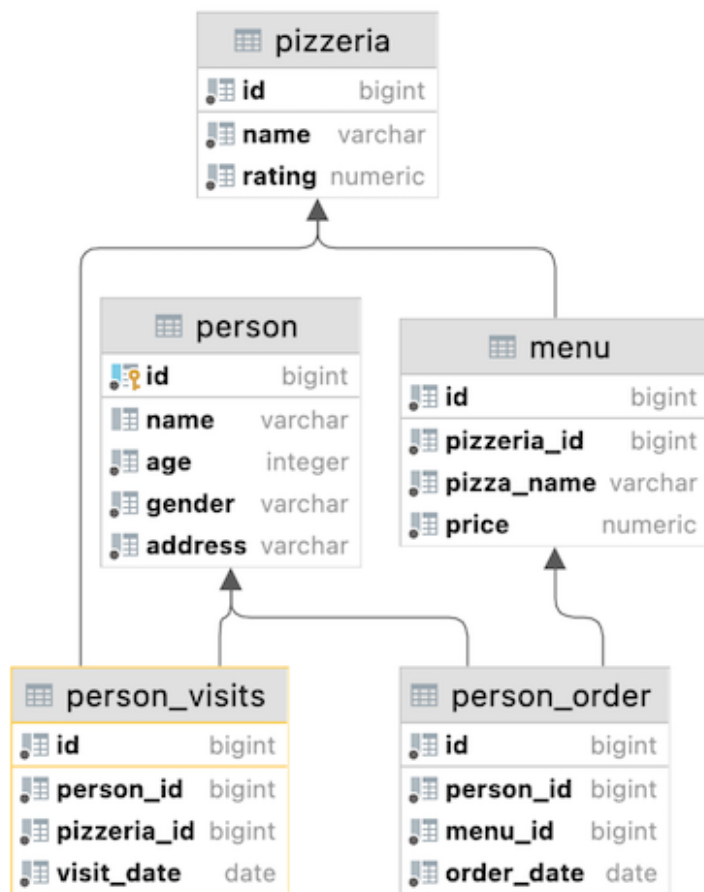 pizzeria
id bigint
name varchar
rating numeric
person
id bigint
name varchar
age integer
gender varchar
address varchar
menu
id bigint
pizzeria_id bigint
pizza_name varchar
price numeric
person_visits
id bigint
person_id bigint
pizzeria_id bigint
visit_date date
person_order
id bigint
person_id bigint
menu_id bigint
order_date date